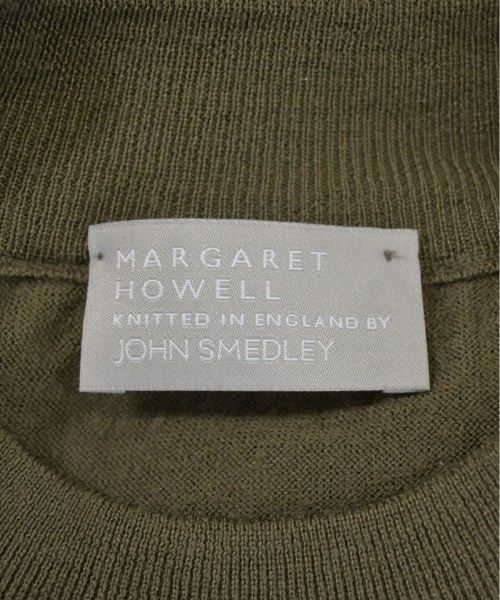 MARGARET
HOWELL
KNITTED IN ENGLAND BY
JOHN SMEDLEY